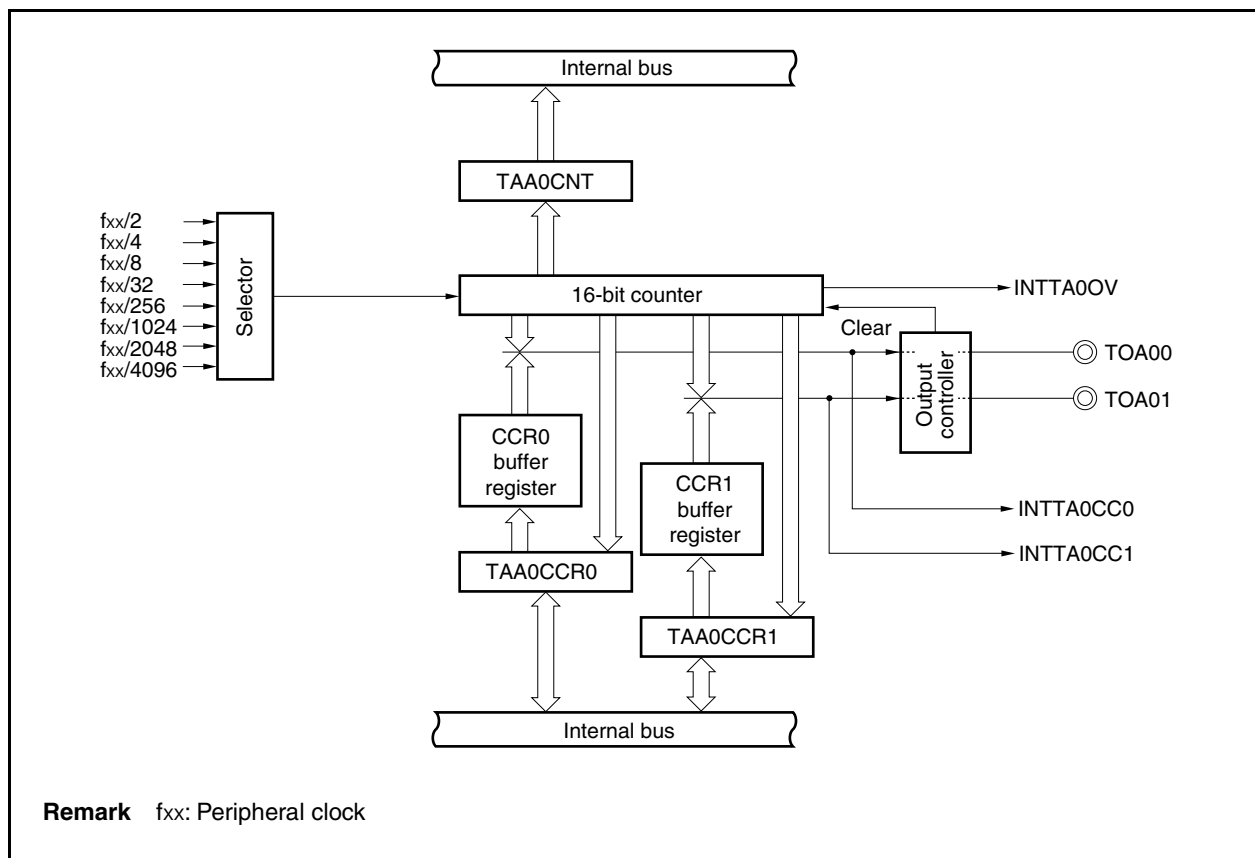 Internal bus
TAA0CNT
fxx/2
fxx/4
fxx/8
fxx/32
fxx/256
fxx/1024
fxx/2048
fxx/4096
Selector
16-bit counter
INTTA0OV
Clear
Output
controller
TOA00
TOA01
CCR0
buffer
register
CCR1
buffer
register
INTTA0CC0
INTTA0CC1
TAA0CCR0
TAA0CCR1
Internal bus
Remark fxx: Peripheral clock